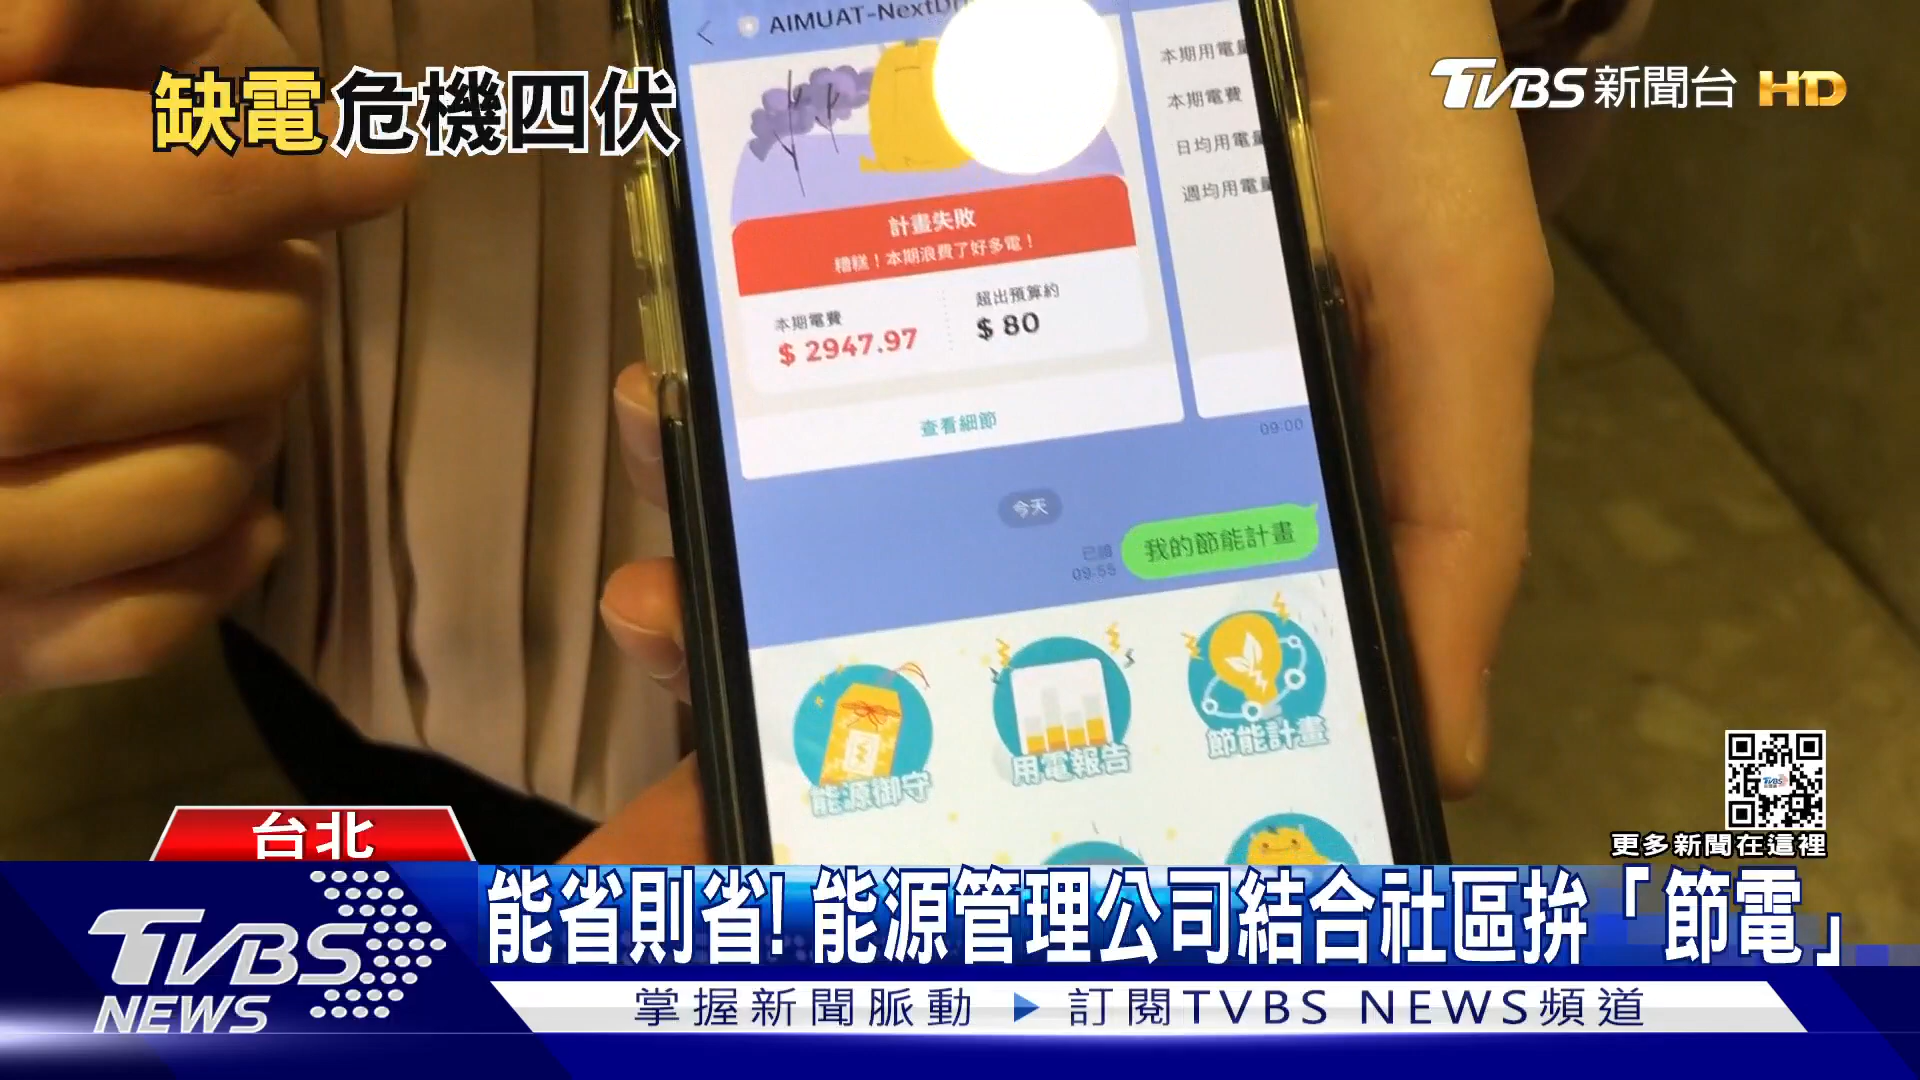 缺電危機四伏
TVBS新聞台 HD
本期用電量
本期電費
日均用電量
週均用電量
計畫失敗
糟糕！本期浪費了好多電！
本期電費
$ 2947.97
超出預算約
$ 80
查看細節
09:00
今天
我的節能計畫
已讀
09:55
能源御守
用電報告
節能計畫
TVBS
更多新聞在這裡
台北
能省則省! 能源管理公司結合社區拚「節電」
TVBS
NEWS
掌握新聞脈動 ▶ 訂閱TVBS NEWS頻道